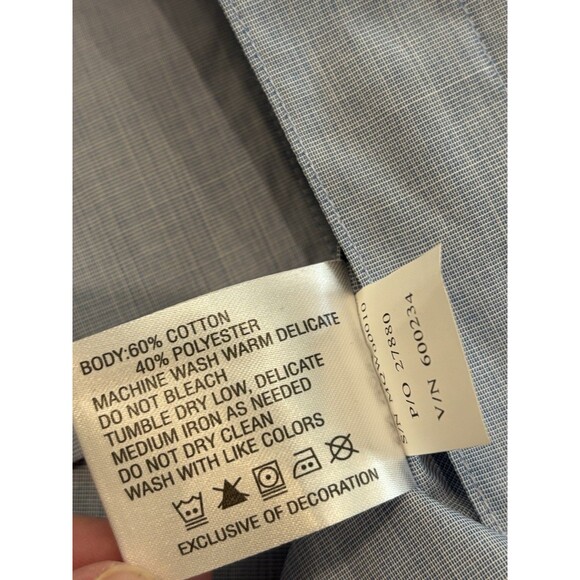 BODY:60% COTTON
40% POLYESTER
MACHINE WASH WARM DELICATE
DO NOT BLEACH
TUMBLE DRY LOW, DELICATE
MEDIUM IRON AS NEEDED
DO NOT DRY CLEAN
WASH WITH LIKE COLORS
EXCLUSIVE OF DECORATION
V/N 600234
P/O 27880
S/N